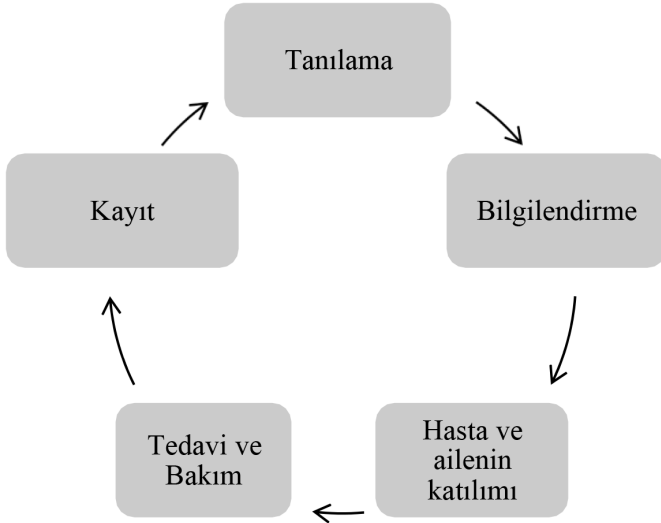 Tanılama
Bilgilendirme
Hasta ve
ailenin
katılımı
Tedavi ve
Bakım
Kayıt